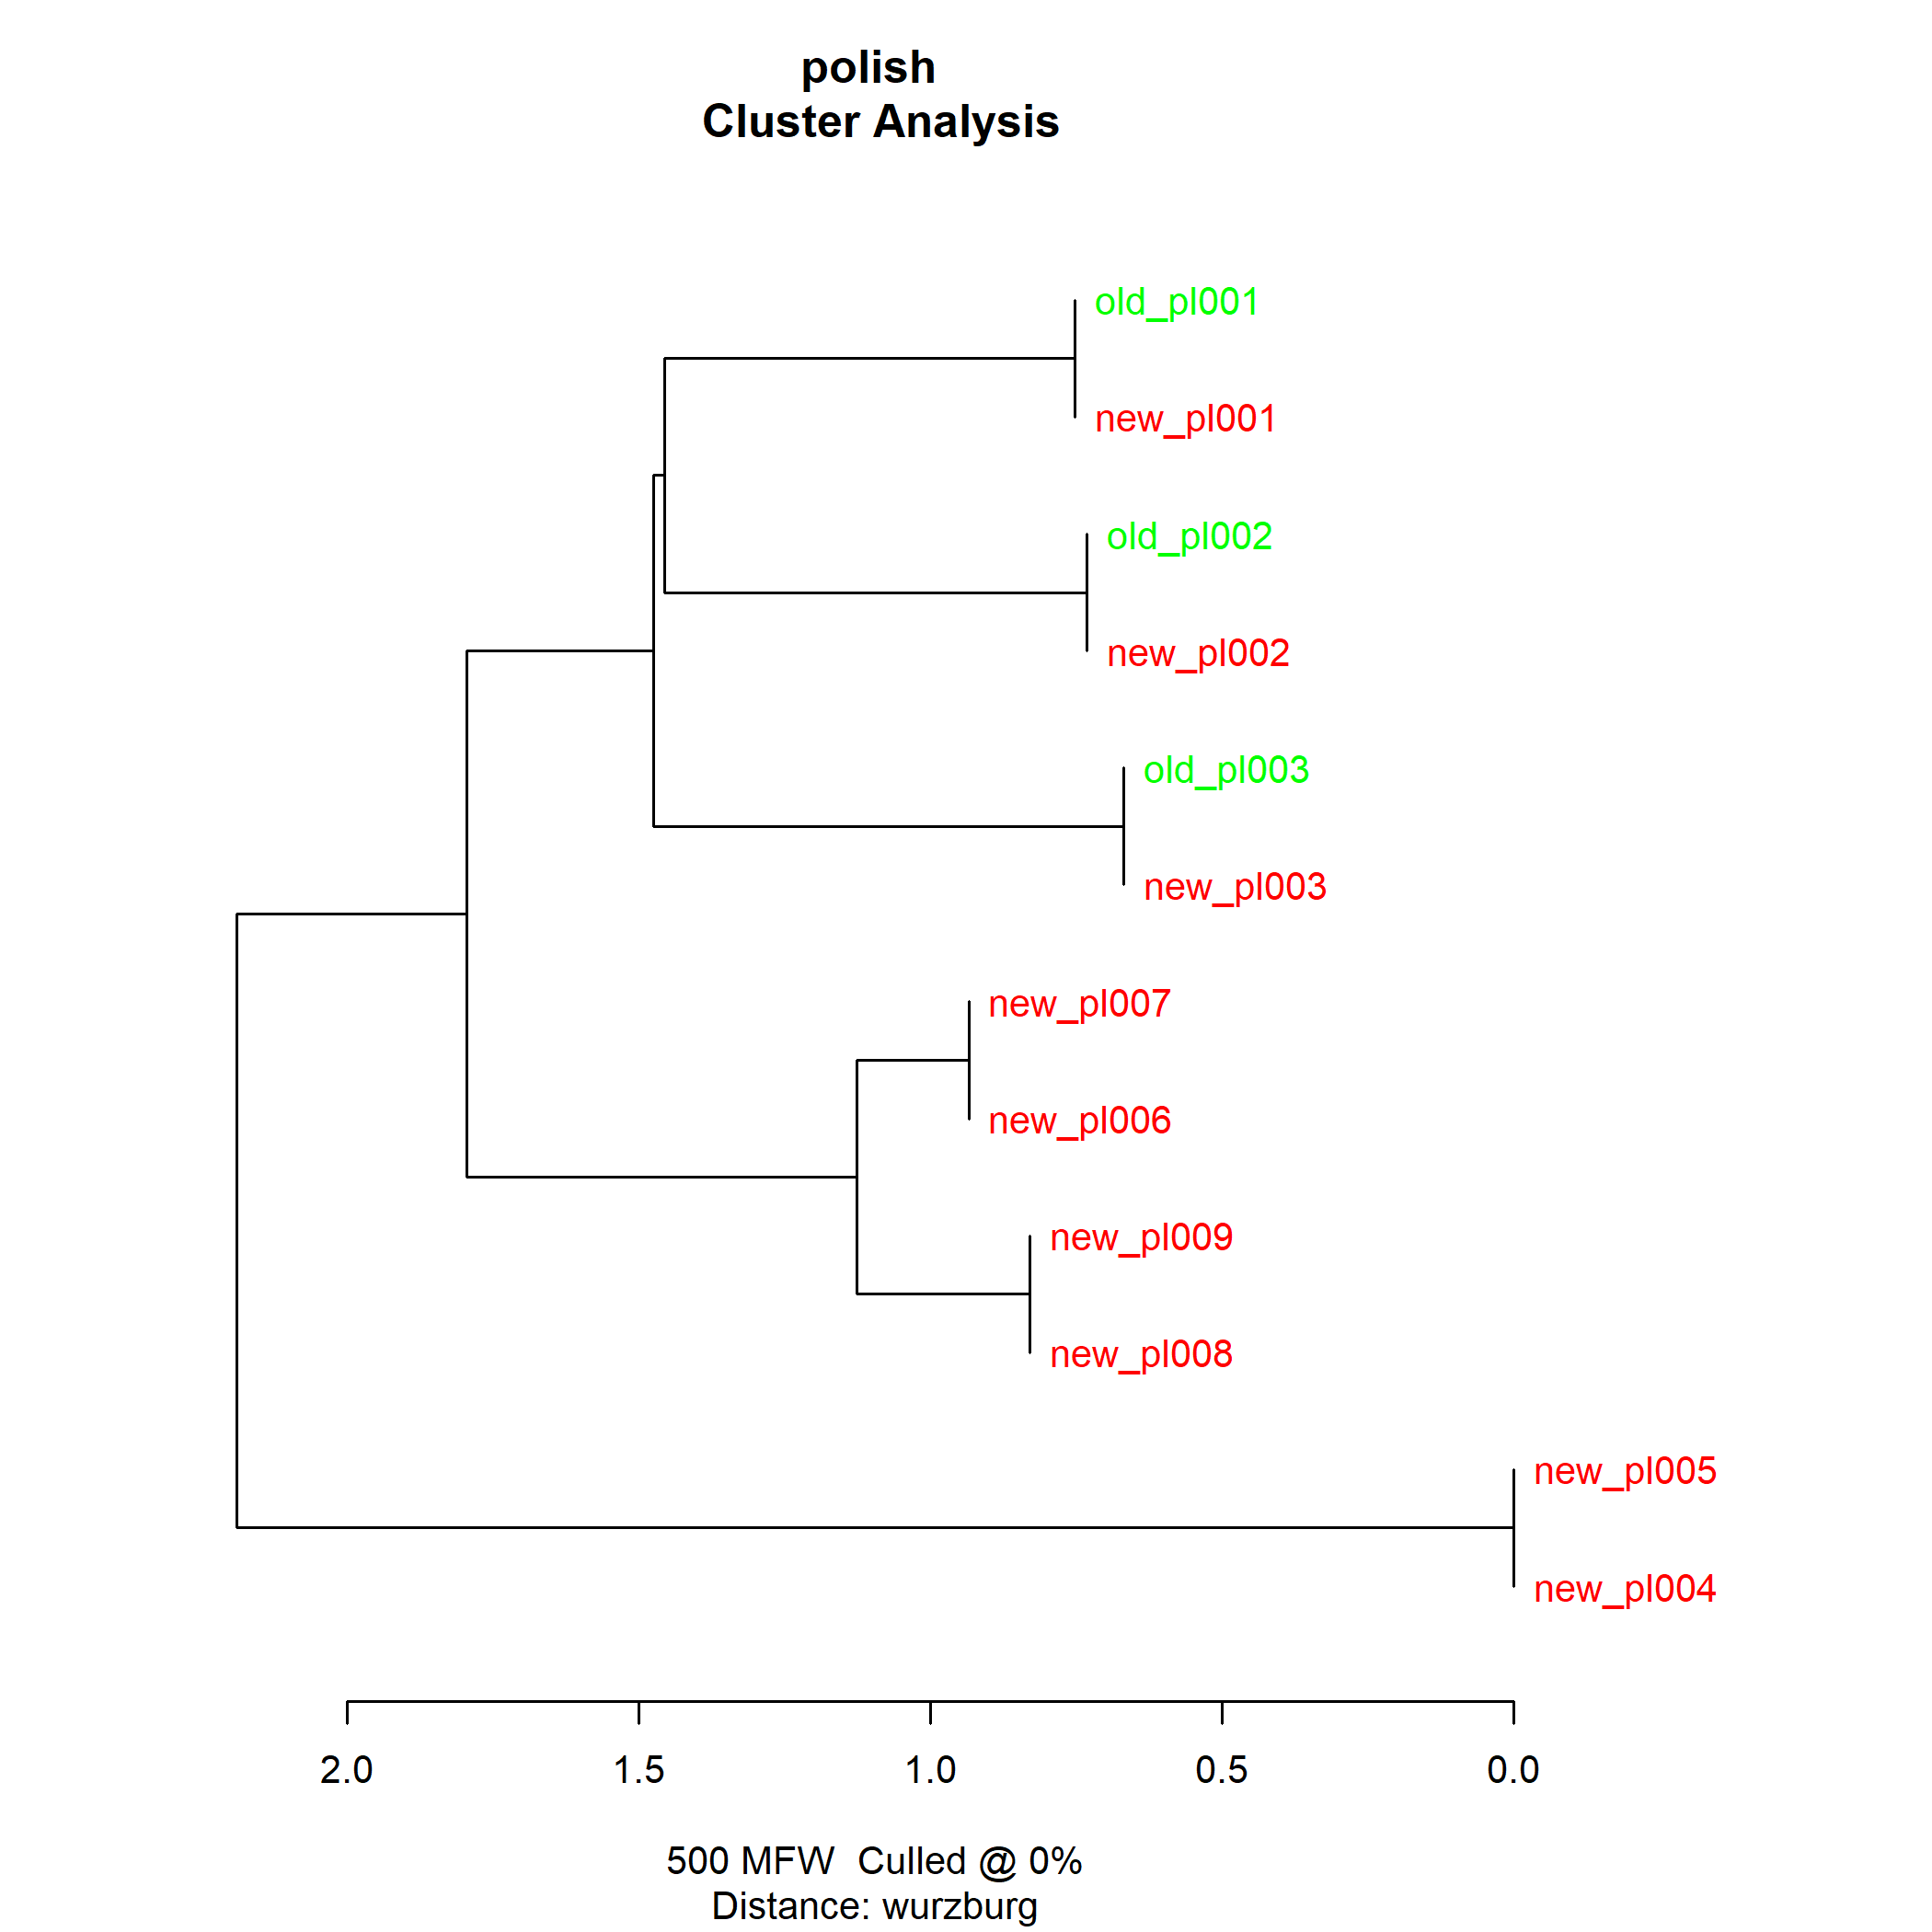 polish
Cluster Analysis
old_pl001
new_pl001
old_pl002
new_pl002
old_pl003
new_pl003
new_pl007
new_pl006
new_pl009
new_pl008
new_pl005
new_pl004
2.0 1.5 1.0 0.5 0.0
500 MFW  Culled @ 0%
Distance: wurzburg